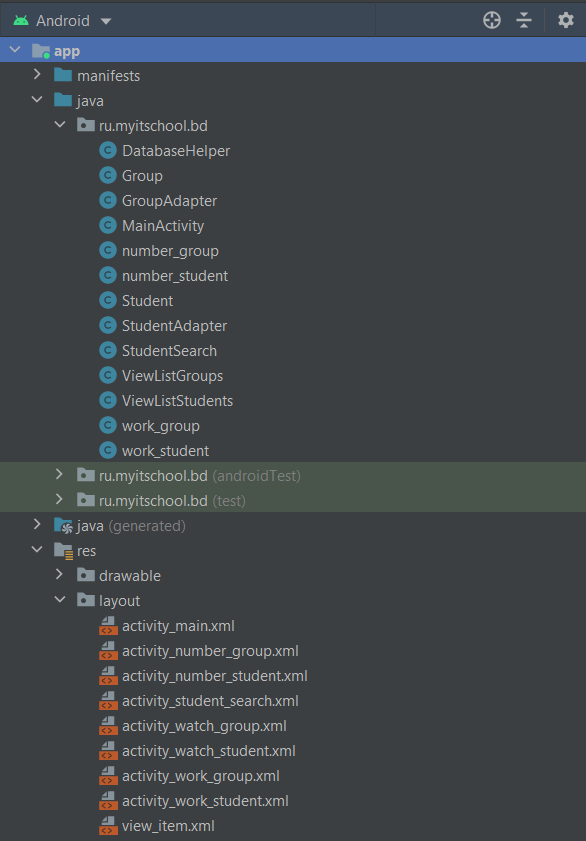 Android
app
manifests
java
ru.myitschool.bd
DatabaseHelper
Group
GroupAdapter
MainActivity
number_group
number_student
Student
StudentAdapter
StudentSearch
ViewListGroups
ViewListStudents
work_group
work_student
ru.myitschool.bd (androidTest)
ru.myitschool.bd (test)
java (generated)
res
drawable
layout
activity_main.xml
activity_number_group.xml
activity_number_student.xml
activity_student_search.xml
activity_watch_group.xml
activity_watch_student.xml
activity_work_group.xml
activity_work_student.xml
view_item.xml